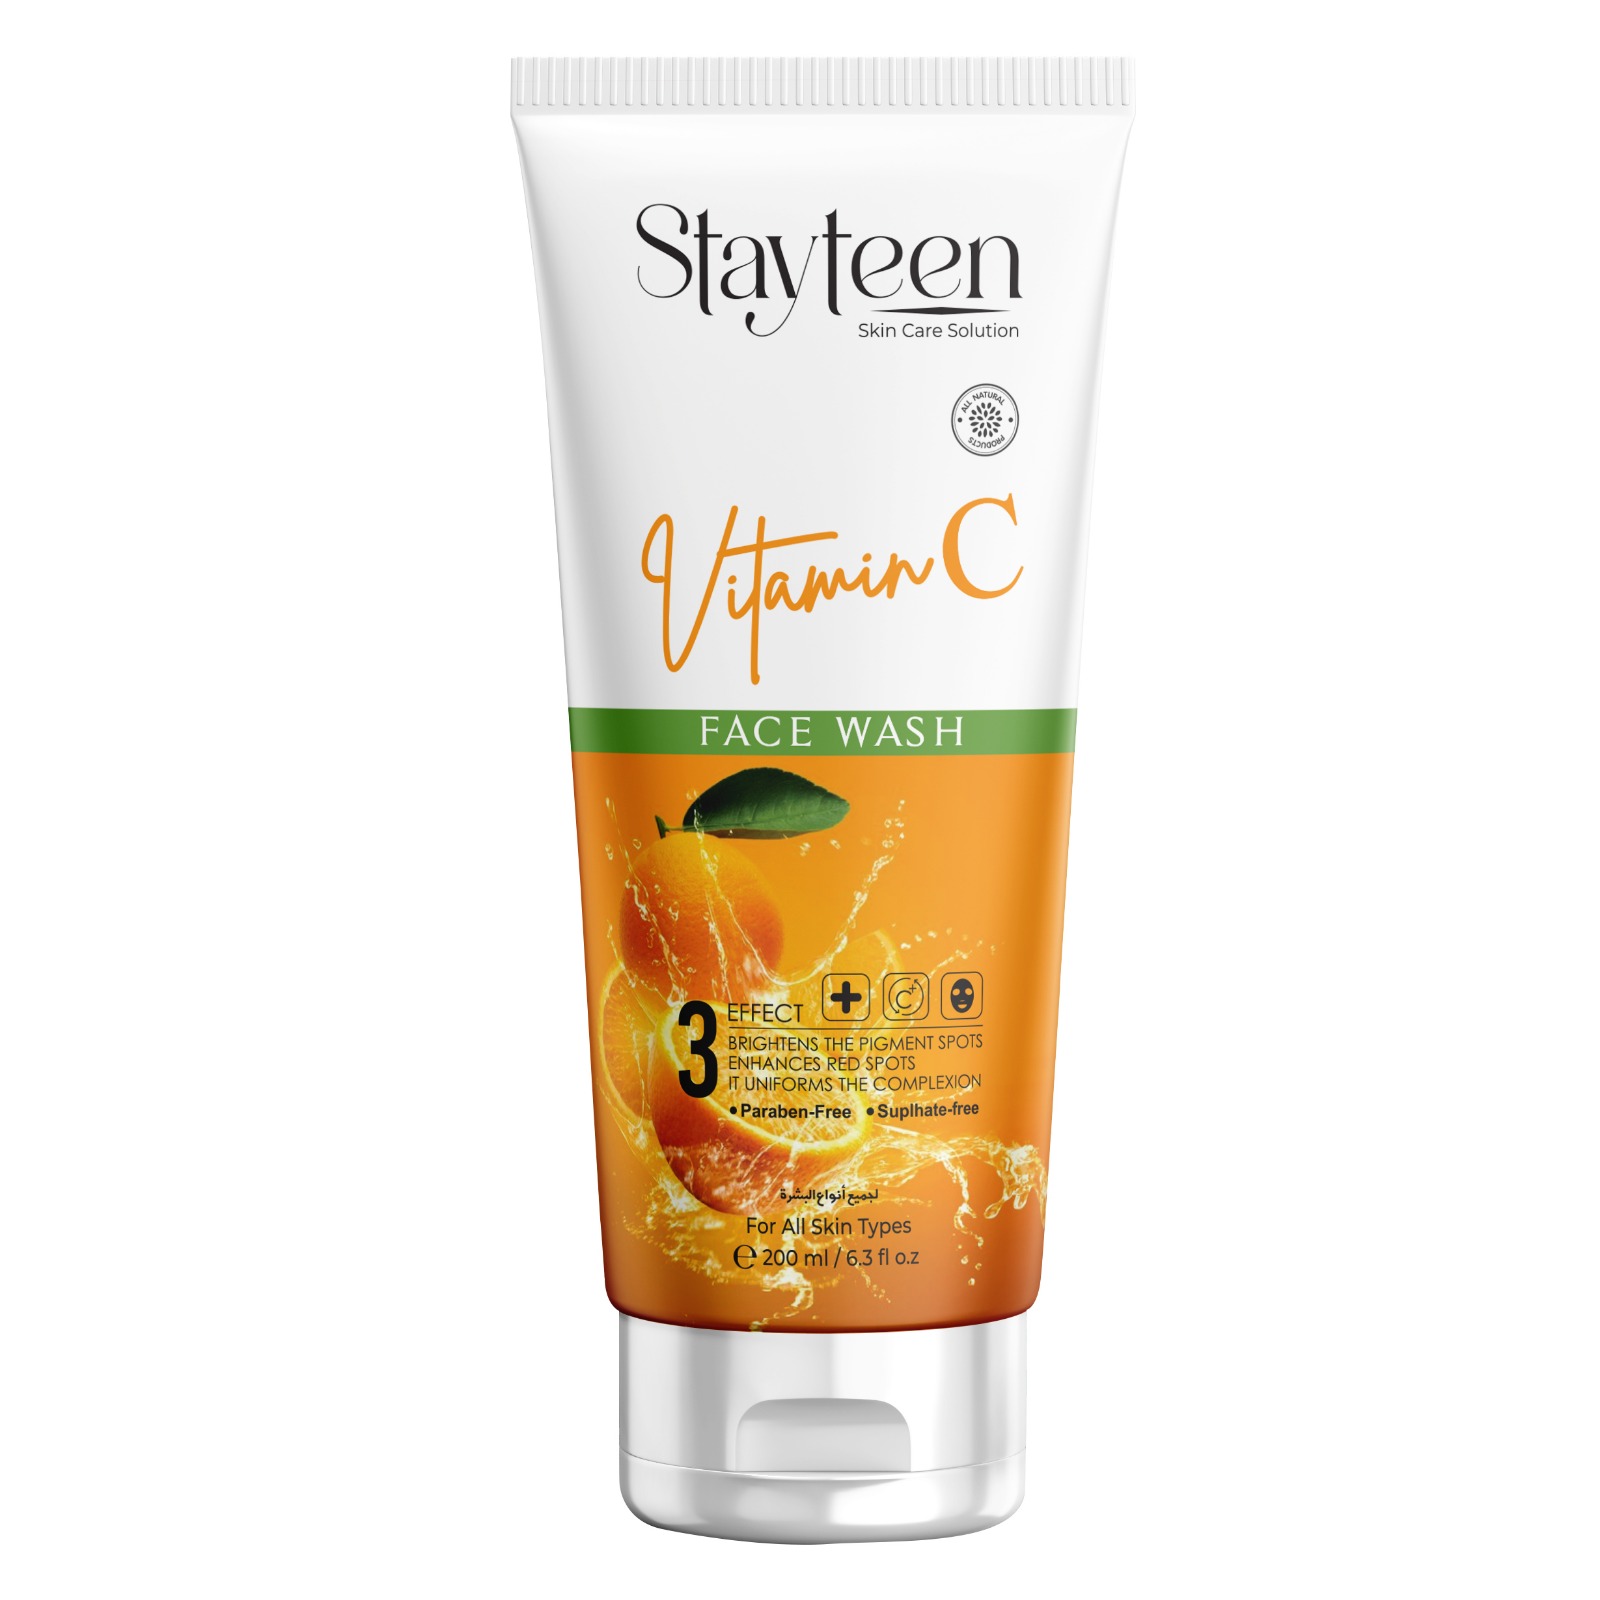 Stayteen
Skin Care Solution
ALL NATURAL
PRODUCTS
Vitamin C
FACE WASH
3 EFFECT
C+
BRIGHTENS THE PIGMENT SPOTS
ENHANCES RED SPOTS
IT UNIFORMS THE COMPLEXION
•Paraben-Free •Suplhate-free
لجميع أنواع البشرة
For All Skin Types
℮ 200 ml / 6.3 fl o.z